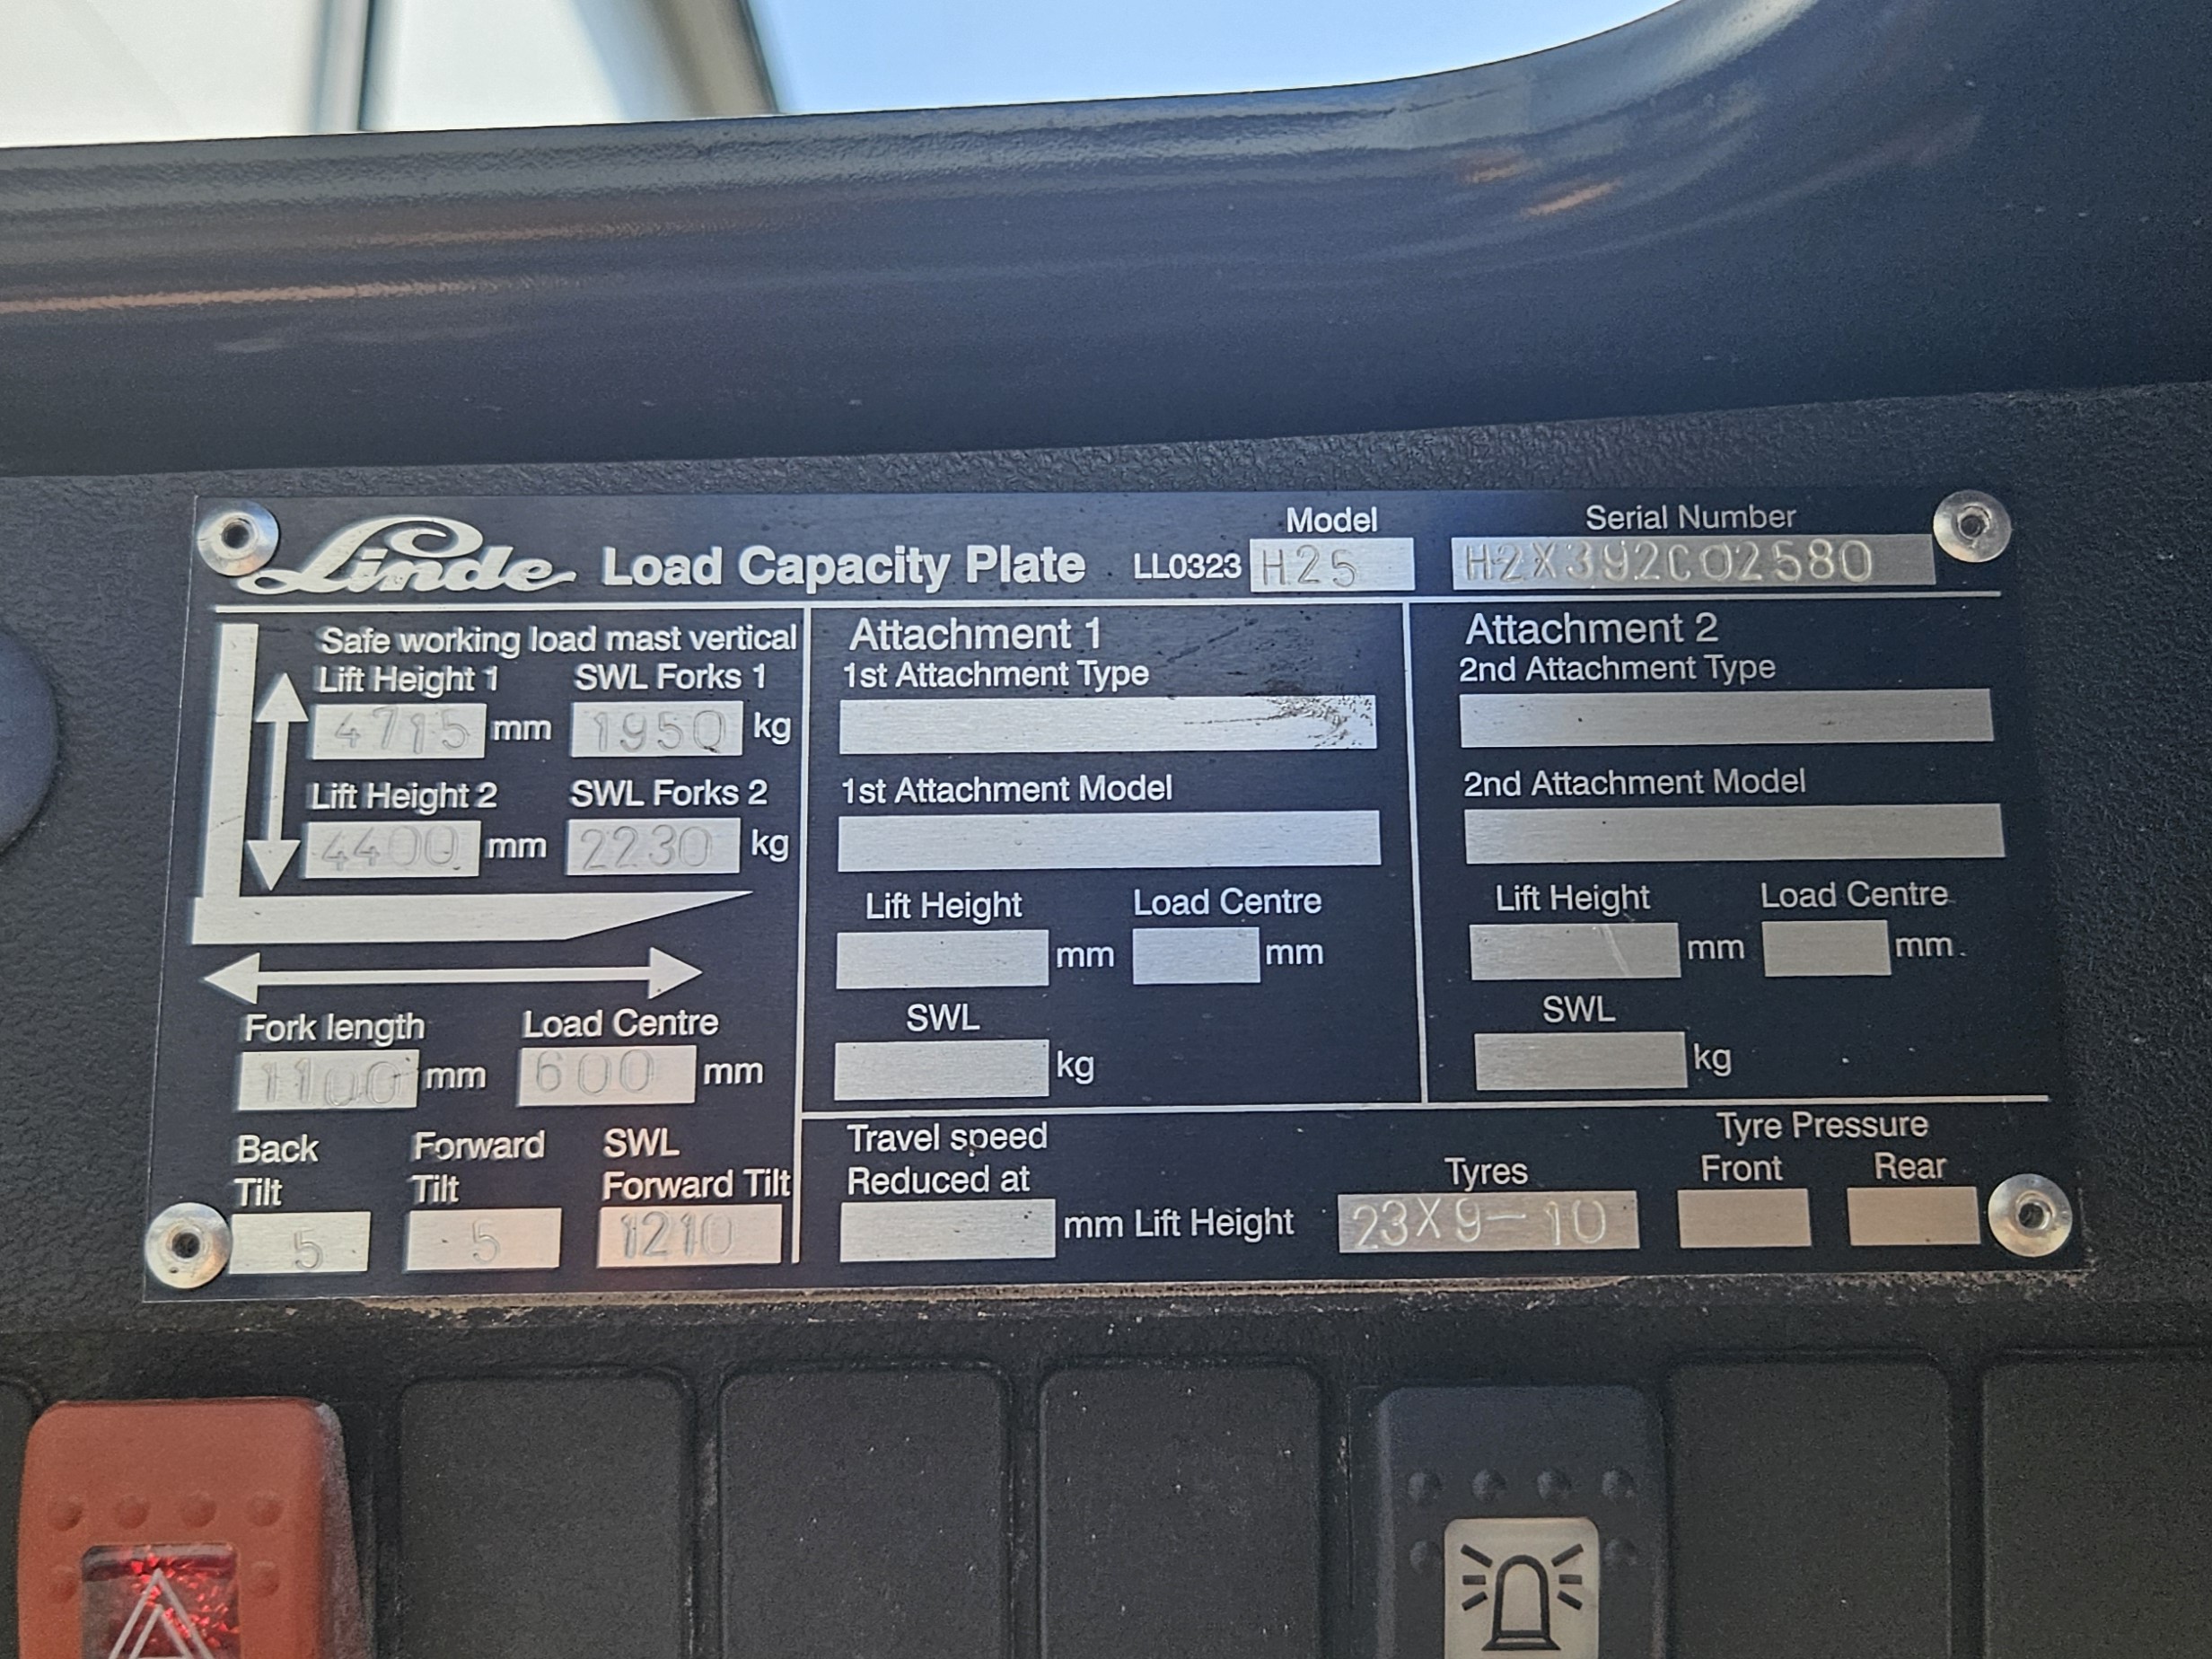 Linde Load Capacity Plate LL0323 Model H25 Serial Number H2X392C02580
Safe working load mast vertical
Lift Height 1 SWL Forks 1
4715 mm 1950 kg
Lift Height 2 SWL Forks 2
4400 mm 2230 kg
Fork length Load Centre
1100 mm 600 mm
Back Tilt Forward Tilt SWL Forward Tilt
5 5 1210
Attachment 1
1st Attachment Type
1st Attachment Model
Lift Height Load Centre
mm mm
SWL
kg
Attachment 2
2nd Attachment Type
2nd Attachment Model
Lift Height Load Centre
mm mm
SWL
kg
Travel speed
Reduced at
mm Lift Height
Tyres
23X9-10
Tyre Pressure
Front Rear